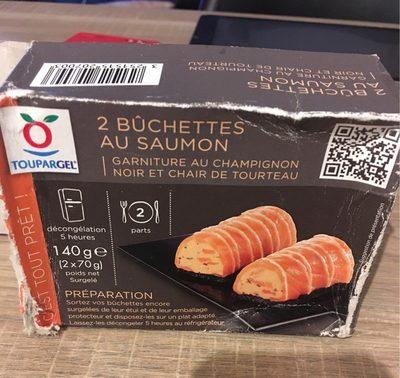 2 BÛCHETTES
AU SAUMON
GARNITURE AU CHAMPIGNON
NOIR ET CHAIR DE TOURTEAU
TOUPARGEL
2 BÛCHETTES
AU SAUMON
GARNITURE AU CHAMPIGNON
NOIR ET CHAIR DE TOURTEAU
C'EST TOUT PRÊT !
décongélation
5 heures
2
parts
140 g e
(2x70g)
poids net
Surgelé
PRÉPARATION
Sortez vos bûchettes encore
surgelées de leur étui et de leur emballage
protecteur et disposez-les sur un plat adapté.
Laissez-les décongeler 5 heures au réfrigérateur.